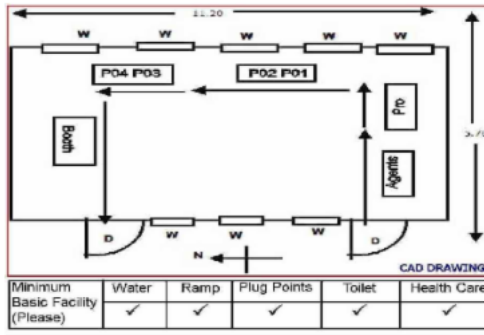 11.20
W W W W W
P04 P03 P02 P01
Pro
Booth
Agents
D W W W D
N
CAD DRAWING
Minimum Basic Facility (Please) Water Ramp Plug Points Toilet Health Care
✓ ✓ ✓ ✓ ✓